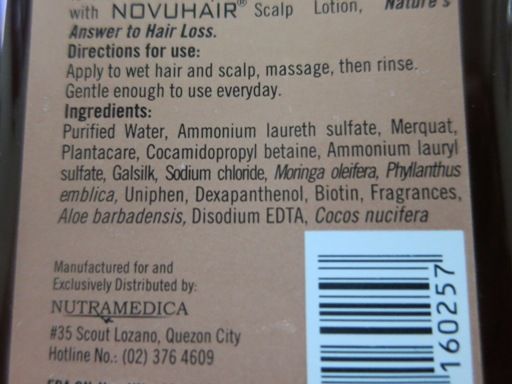 with NOVUHAIR® Scalp Lotion, Nature's
Answer to Hair Loss.
Directions for use:
Apply to wet hair and scalp, massage, then rinse.
Gentle enough to use everyday.
Ingredients:
Purified Water, Ammonium laureth sulfate, Merquat,
Plantacare, Cocamidopropyl betaine, Ammonium lauryl
sulfate, Galsilk, Sodium chloride, Moringa oleifera, Phyllanthus
emblica, Uniphen, Dexapanthenol, Biotin, Fragrances,
Aloe barbadensis, Disodium EDTA, Cocos nucifera
Manufactured for and
Exclusively Distributed by:
NUTRAMEDICA
#35 Scout Lozano, Quezon City
Hotline No.: (02) 376 4609
160257